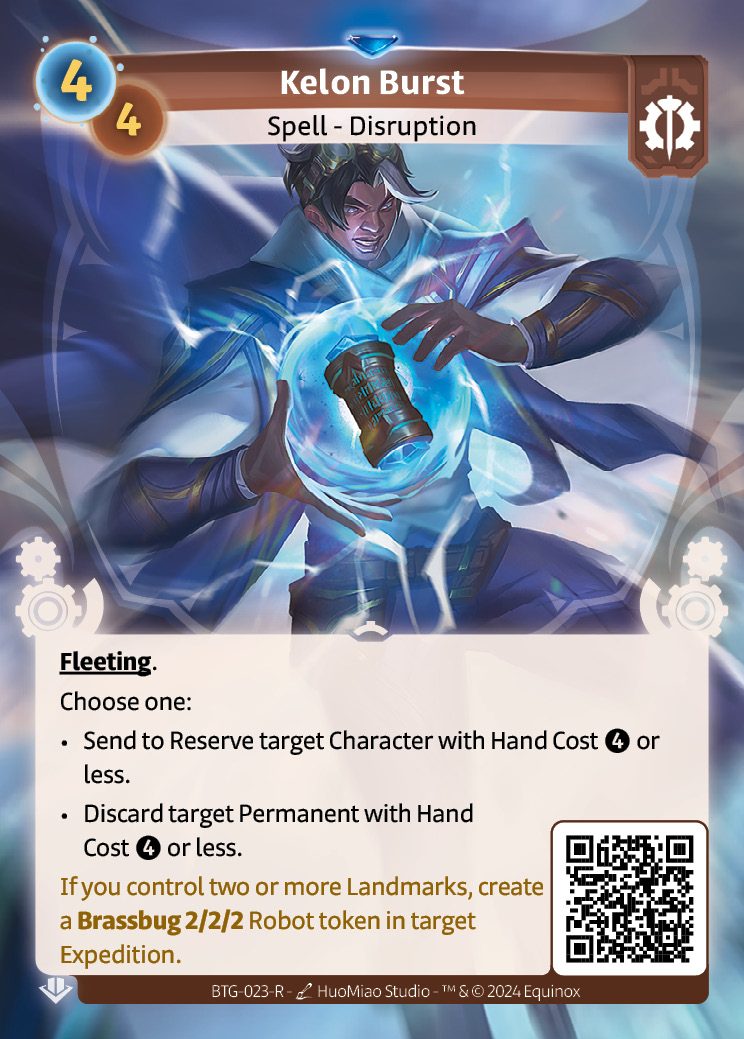 4
Kelon Burst
4
Spell - Disruption
Fleeting.
Choose one:
• Send to Reserve target Character with Hand Cost 4 or
less.
• Discard target Permanent with Hand
Cost 4 or less.
If you control two or more Landmarks, create
a Brassbug 2/2/2 Robot token in target
Expedition.
BTG-023-R - HuoMiao Studio - ™ & © 2024 Equinox